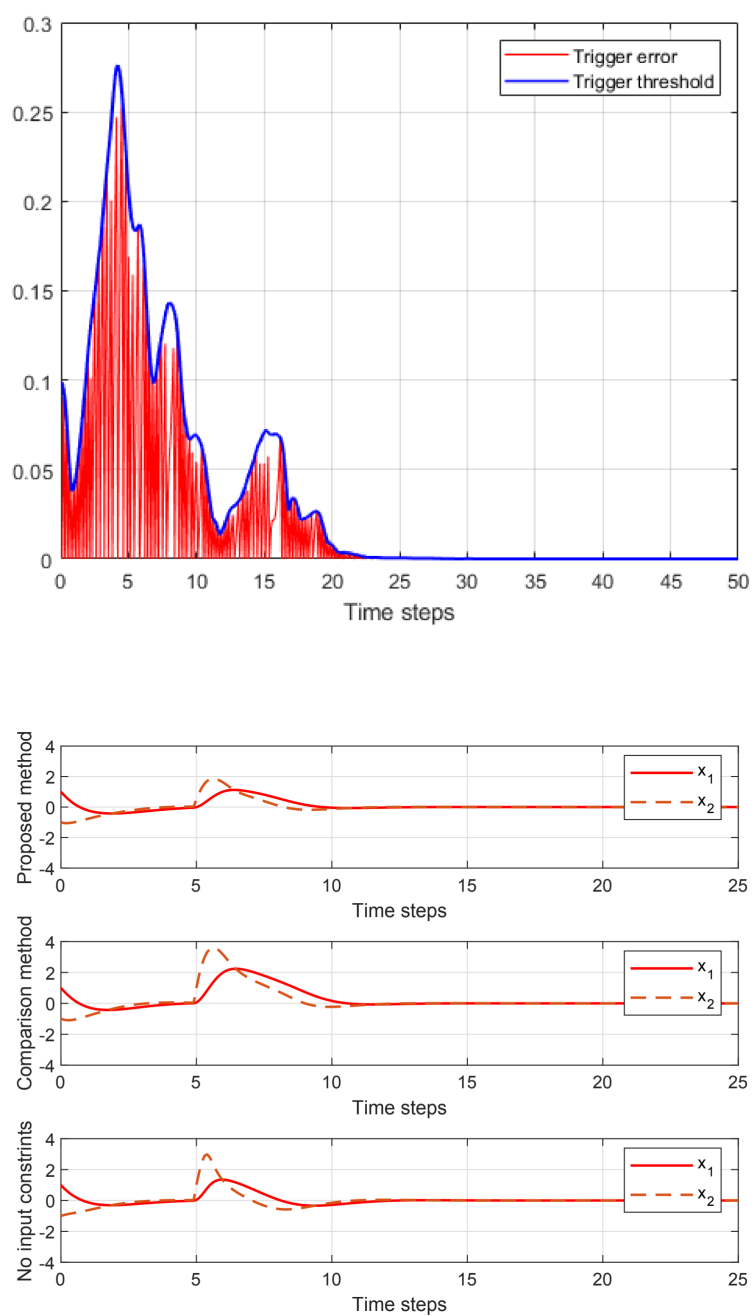 0.3
0.25
0.2
0.15
0.1
0.05
0
Trigger error
Trigger threshold
0 5 10 15 20 25 30 35 40 45 50
Time steps
Proposed method
4
2
0
-2
-4
x1
x2
0 5 10 15 20 25
Time steps
Comparison method
4
2
0
-2
-4
x1
x2
0 5 10 15 20 25
Time steps
No input constrints
4
2
0
-2
-4
x1
x2
0 5 10 15 20 25
Time steps